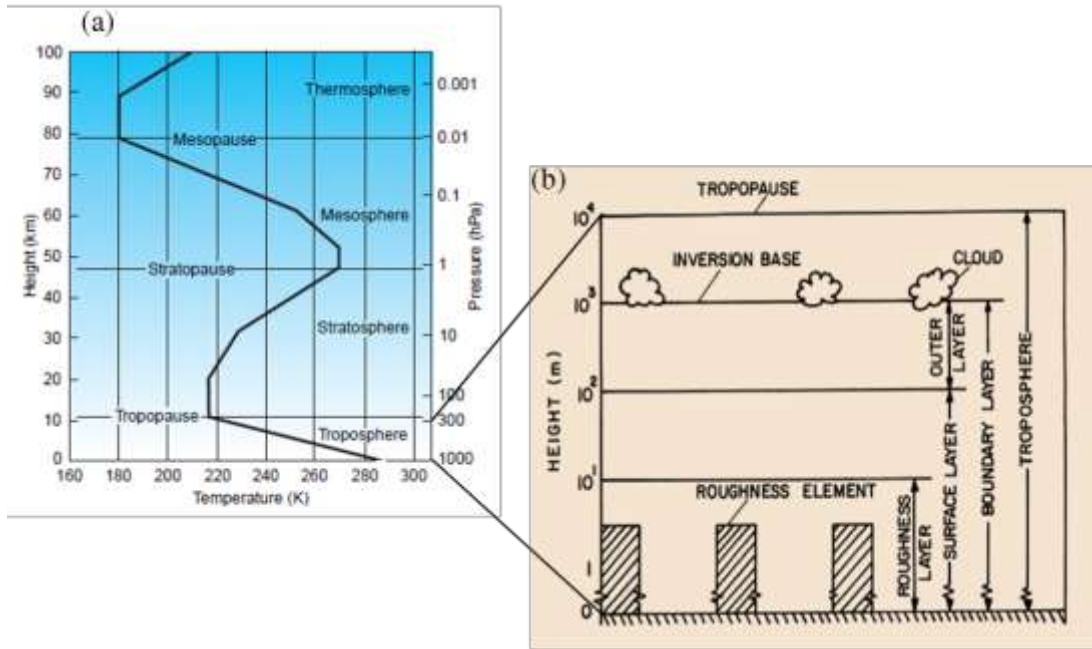 (a)
100
90
80
70
60
50
40
30
20
10
0
Height (km)
160 180 200 220 240 260 280 300
Temperature (K)
Thermosphere
Mesopause
Mesosphere
Stratopause
Stratosphere
Tropopause
Troposphere
0.001
0.01
0.1
1
10
100
300
1000
Pressure (hPa)
(b)
TROPOPAUSE
INVERSION BASE
CLOUD
ROUGHNESS ELEMENT
10⁴
10³
10²
10¹
1
0
HEIGHT (m)
ROUGHNESS
LAYER
OUTER
LAYER
SURFACE LAYER
BOUNDARY LAYER
TROPOSPHERE